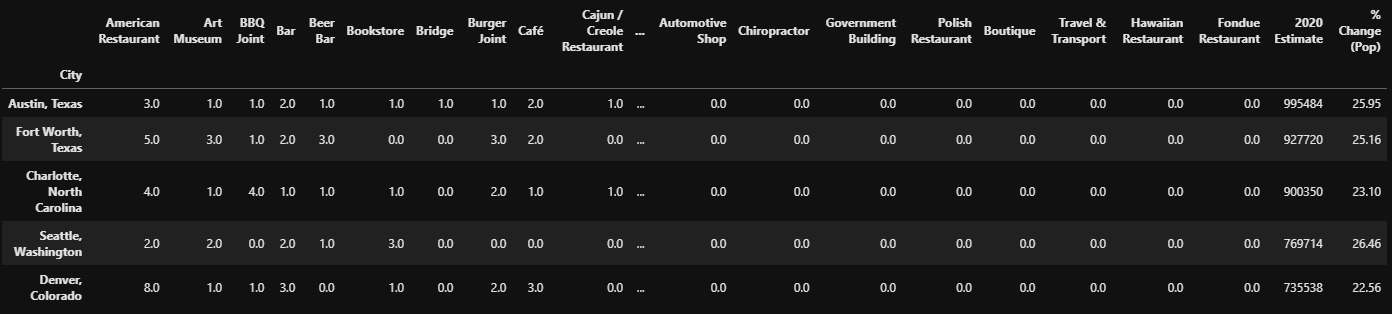 American Restaurant Art Museum BBQ Joint Bar Beer Bar Bookstore Bridge Burger Joint Café Cajun / Creole Restaurant ... Automotive Shop Chiropractor Government Building Polish Restaurant Boutique Travel & Transport Hawaiian Restaurant Fondue Restaurant 2020 Estimate % Change (Pop)
City
Austin, Texas 3.0 1.0 1.0 2.0 1.0 1.0 1.0 1.0 2.0 1.0 ... 0.0 0.0 0.0 0.0 0.0 0.0 0.0 0.0 995484 25.95
Fort Worth, Texas 5.0 3.0 1.0 2.0 3.0 0.0 0.0 3.0 2.0 0.0 ... 0.0 0.0 0.0 0.0 0.0 0.0 0.0 0.0 927720 25.16
Charlotte, North Carolina 4.0 1.0 4.0 1.0 1.0 1.0 0.0 2.0 1.0 1.0 ... 0.0 0.0 0.0 0.0 0.0 0.0 0.0 0.0 900350 23.10
Seattle, Washington 2.0 2.0 0.0 2.0 1.0 3.0 0.0 0.0 0.0 0.0 ... 0.0 0.0 0.0 0.0 0.0 0.0 0.0 0.0 769714 26.46
Denver, Colorado 8.0 1.0 1.0 3.0 0.0 1.0 0.0 2.0 3.0 0.0 ... 0.0 0.0 0.0 0.0 0.0 0.0 0.0 0.0 735538 22.56